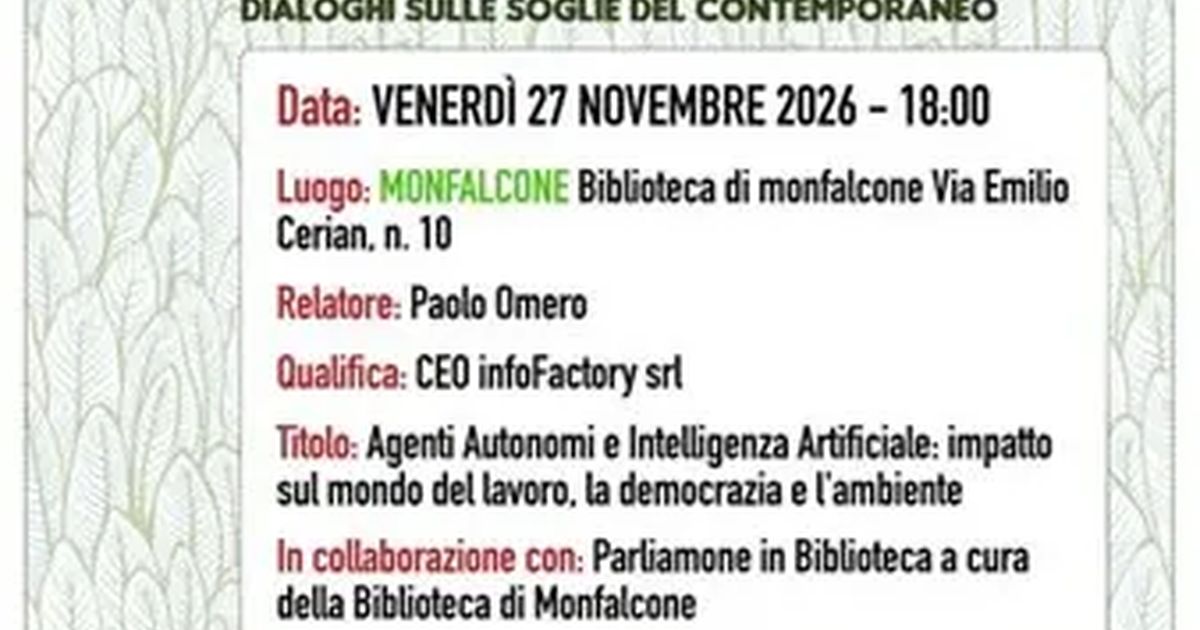 DIALOGHI SULLE SOGLIE DEL CONTEMPORANEO
Data: VENERDÌ 27 NOVEMBRE 2026 – 18:00
Luogo: MONFALCONE Biblioteca di monfalcone Via Emilio
Cerian, n. 10
Relatore: Paolo Omero
Qualifica: CEO infoFactory srl
Titolo: Agenti Autonomi e Intelligenza Artificiale: impatto
sul mondo del lavoro, la democrazia e l'ambiente
In collaborazione con: Parliamone in Biblioteca a cura
della Biblioteca di Monfalcone